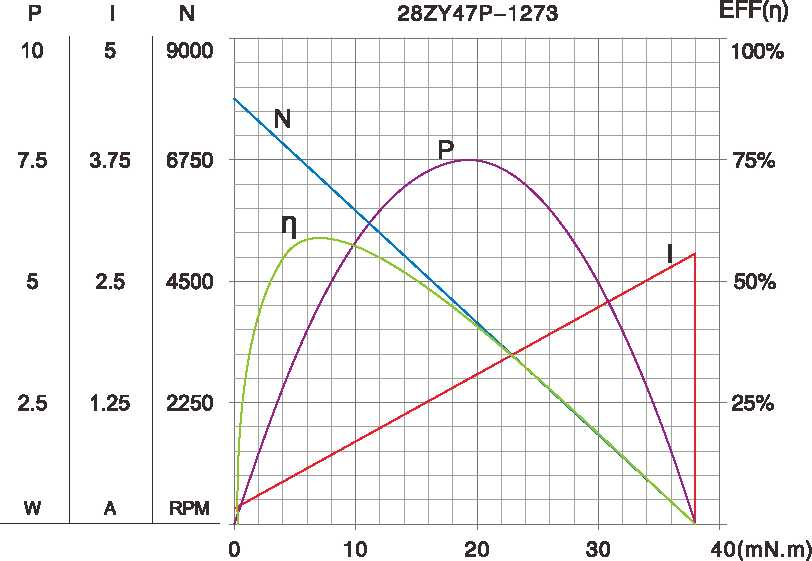 P I N 28ZY47P-1273 EFF(η)
10 5 9000 100%
N
P
7.5 3.75 6750 75%
η
I
5 2.5 4500 50%
2.5 1.25 2250 25%
W A RPM
0 10 20 30 40(mN.m)